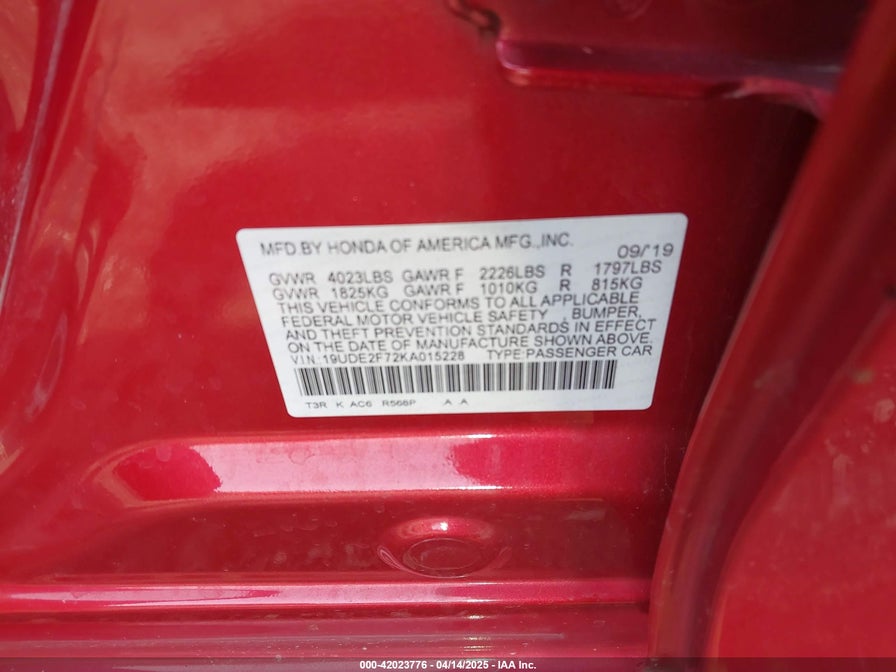 MFD.BY HONDA OF AMERICA MFG.,INC. 09/'19
GVWR 4023LBS GAWR F 2226LBS R 1797LBS
GVWR 1825KG GAWR F 1010KG R 815KG
THIS VEHICLE CONFORMS TO ALL APPLICABLE
FEDERAL MOTOR VEHICLE SAFETY , BUMPER,
AND THEFT PREVENTION STANDARDS IN EFFECT
ON THE DATE OF MANUFACTURE SHOWN ABOVE.
V.I.N: 19UDE2F72KA015228 TYPE:PASSENGER CAR
T3R K AC6 R568P .A .A
000-42023776 - 04/14/2025 - IAA Inc.